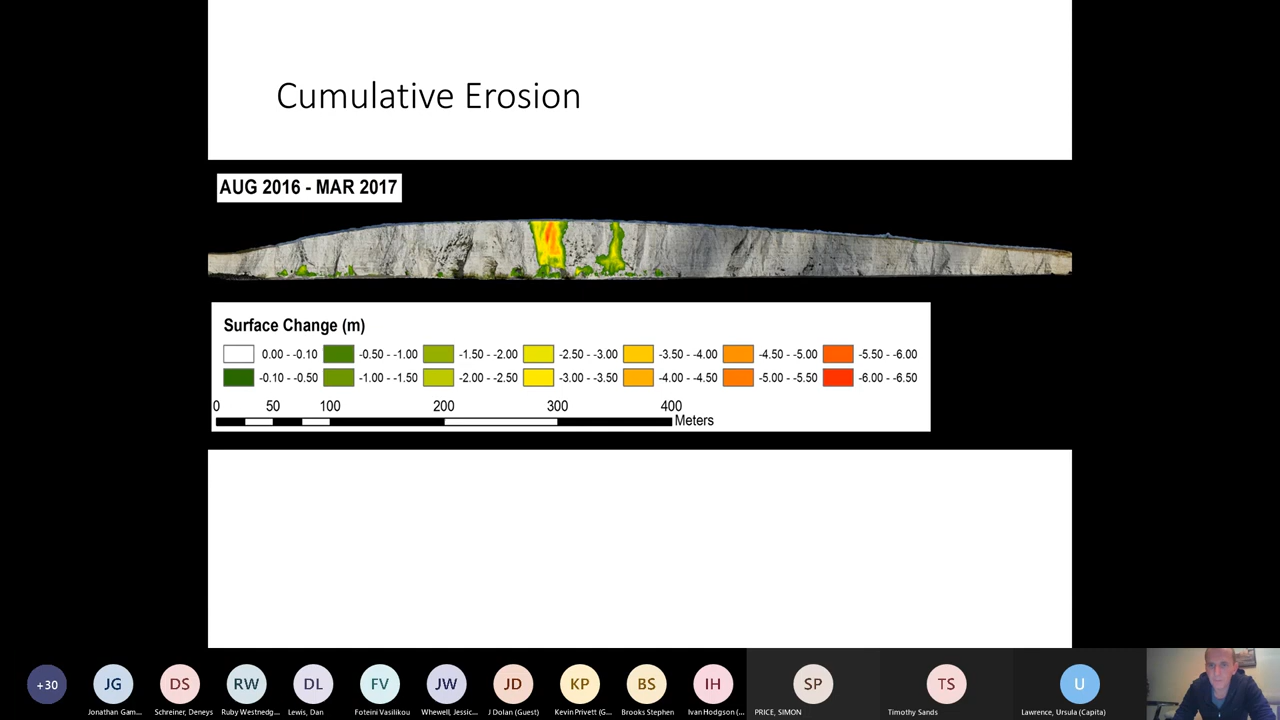 Cumulative Erosion
AUG 2016 - MAR 2017
Surface Change (m)
0.00 - -0.10 -0.50 - -1.00 -1.50 - -2.00 -2.50 - -3.00 -3.50 - -4.00 -4.50 - -5.00 -5.50 - -6.00
-0.10 - -0.50 -1.00 - -1.50 -2.00 - -2.50 -3.00 - -3.50 -4.00 - -4.50 -5.00 - -5.50 -6.00 - -6.50
0 50 100 200 300 400
Meters
+30 JG DS RW DL FV JW JD KP BS IH SP TS U
Jonathan Gam... Schreiner, Deneys Ruby Westnedg... Lewis, Dan Foteini Vasilikou Whewell, Jessic... J Dolan (Guest) Kevin Privett (G... Brooks Stephen Ivan Hodgson (... PRICE, SIMON Timothy Sands Lawrence, Ursula (Capita)